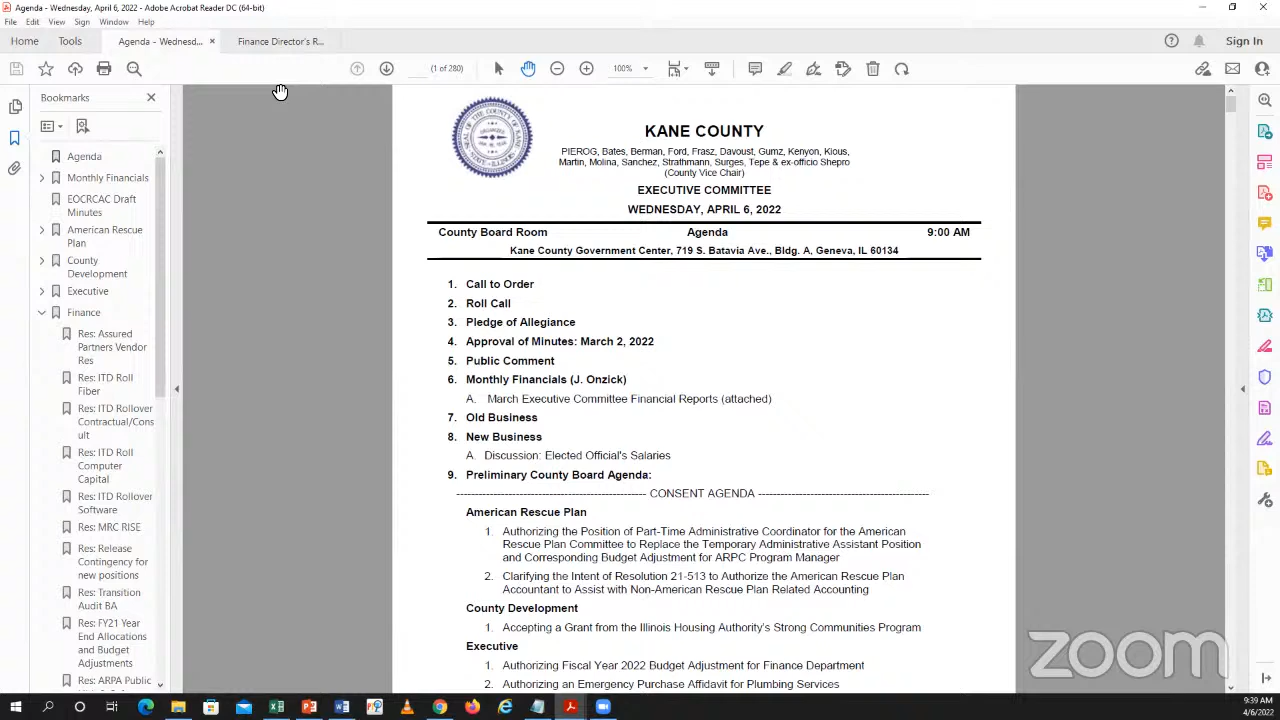 Agenda - Wednesday, April 6, 2022 - Adobe Acrobat Reader DC (64-bit)
File Edit View Sign Window Help
Home Tools Agenda - Wednesd... × Finance Director's R... Sign In
(1 of 280) 100%
Bookmarks
Agenda
Monthly Financials
EOCRCAC Draft
Minutes
American Rescue
Plan
County
Development
Executive
Finance
Res: Assured
Partners Vendor
Res
Res: ITD Roll
Fiber
Res: ITD Rollover
Contractual/Cons
ult
Res: ITD Roll
Computer
Capital
Res: ITD Rollover
Software
Res: MRC RISE
Res: Release
Contingency for
new positions
Res: Transition
Audit BA
Res: FY21 Year
End Allocations
and Budget
Adjustments
Res: ARPA Public
KANE COUNTY
PIEROG, Bates, Berman, Ford, Frasz, Davoust, Gumz, Kenyon, Kious,
Martin, Molina, Sanchez, Strathmann, Surges, Tepe & ex-officio Shepro
(County Vice Chair)
EXECUTIVE COMMITTEE
WEDNESDAY, APRIL 6, 2022
County Board Room Agenda 9:00 AM
Kane County Government Center, 719 S. Batavia Ave., Bldg. A, Geneva, IL 60134
1. Call to Order
2. Roll Call
3. Pledge of Allegiance
4. Approval of Minutes: March 2, 2022
5. Public Comment
6. Monthly Financials (J. Onzick)
A. March Executive Committee Financial Reports (attached)
7. Old Business
8. New Business
A. Discussion: Elected Official's Salaries
9. Preliminary County Board Agenda:
CONSENT AGENDA
American Rescue Plan
1. Authorizing the Position of Part-Time Administrative Coordinator for the American
Rescue Plan Committee to Replace the Temporary Administrative Assistant Position
and Corresponding Budget Adjustment for ARPC Program Manager
2. Clarifying the Intent of Resolution 21-513 to Authorize the American Rescue Plan
Accountant to Assist with Non-American Rescue Plan Related Accounting
County Development
1. Accepting a Grant from the Illinois Housing Authority's Strong Communities Program
Executive
1. Authorizing Fiscal Year 2022 Budget Adjustment for Finance Department
2. Authorizing an Emergency Purchase Affidavit for Plumbing Services
zoom
9:39 AM
4/6/2022